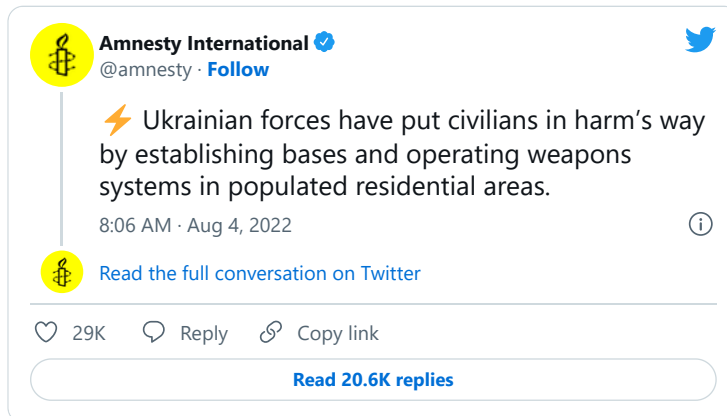 Amnesty International
@amnesty · Follow
⚡ Ukrainian forces have put civilians in harm’s way
by establishing bases and operating weapons
systems in populated residential areas.
8:06 AM · Aug 4, 2022
Read the full conversation on Twitter
29K Reply Copy link
Read 20.6K replies